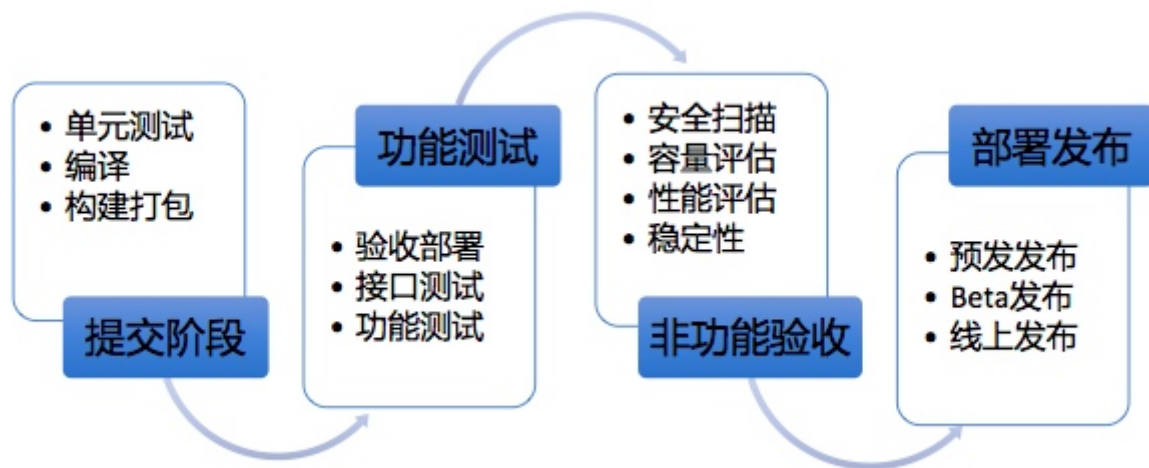 • 单元测试
• 编译
• 构建打包
提交阶段
功能测试
• 验收部署
• 接口测试
• 功能测试
• 安全扫描
• 容量评估
• 性能评估
• 稳定性
非功能验收
部署发布
• 预发发布
• Beta发布
• 线上发布